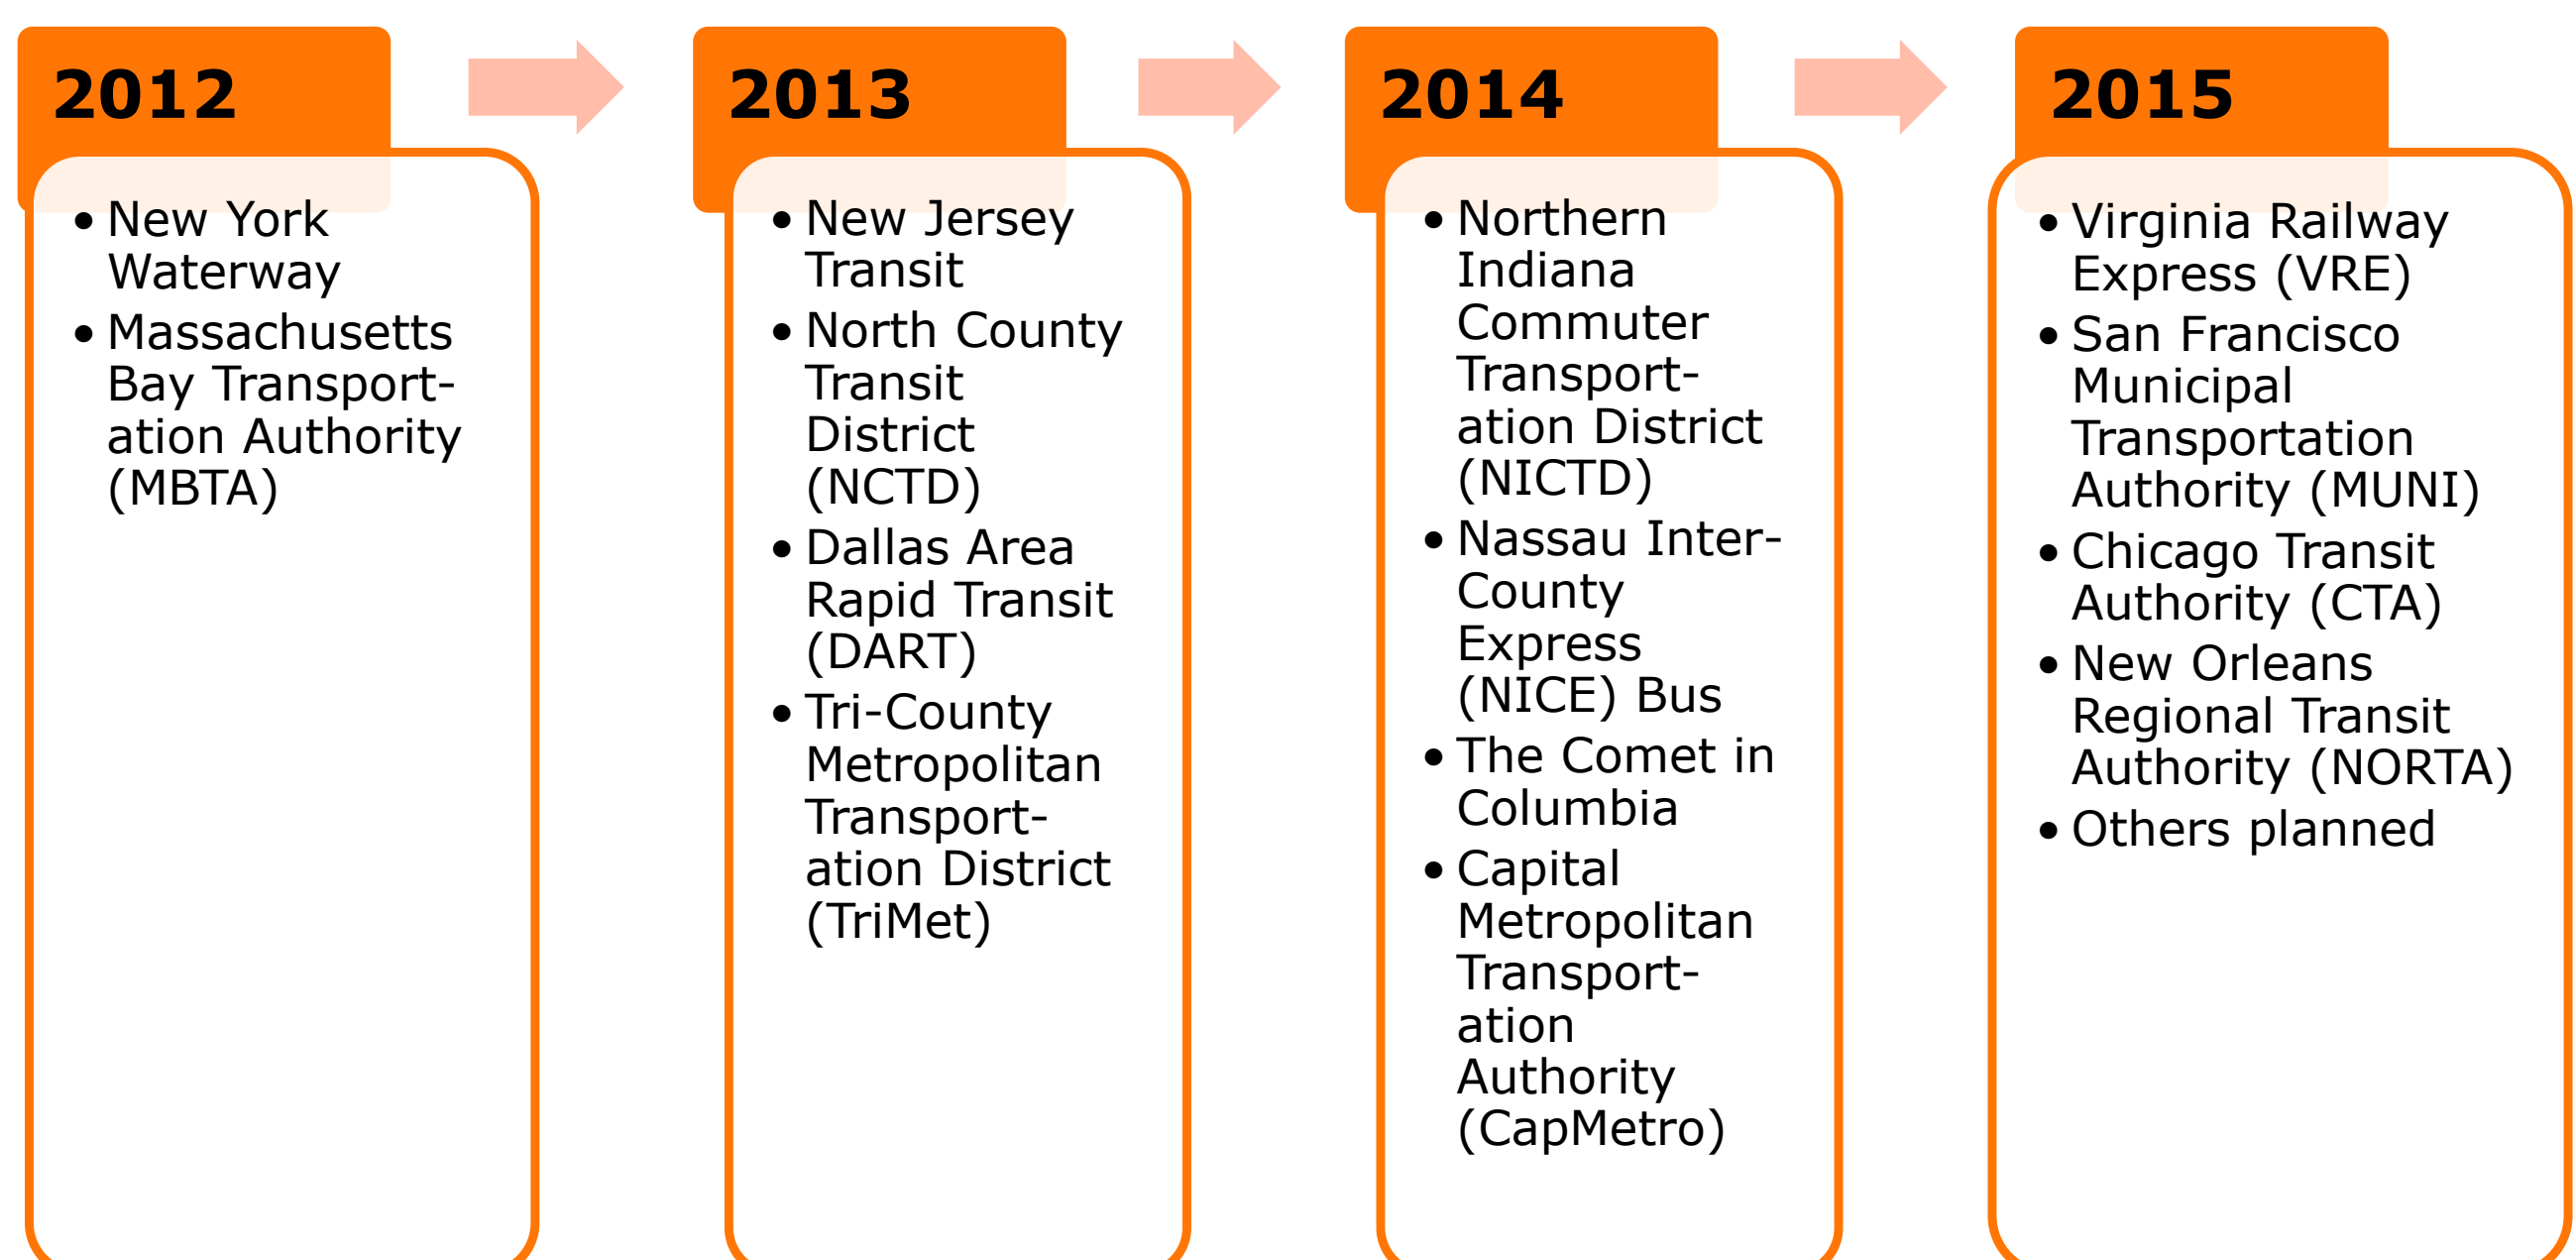 2012
• New York
Waterway
• Massachusetts
Bay Transport-
ation Authority
(MBTA)
2013
• New Jersey
Transit
• North County
Transit
District
(NCTD)
• Dallas Area
Rapid Transit
(DART)
• Tri-County
Metropolitan
Transport-
ation District
(TriMet)
2014
• Northern
Indiana
Commuter
Transport-
ation District
(NICTD)
• Nassau Inter-
County
Express
(NICE) Bus
• The Comet in
Columbia
• Capital
Metropolitan
Transport-
ation
Authority
(CapMetro)
2015
• Virginia Railway
Express (VRE)
• San Francisco
Municipal
Transportation
Authority (MUNI)
• Chicago Transit
Authority (CTA)
• New Orleans
Regional Transit
Authority (NORTA)
• Others planned